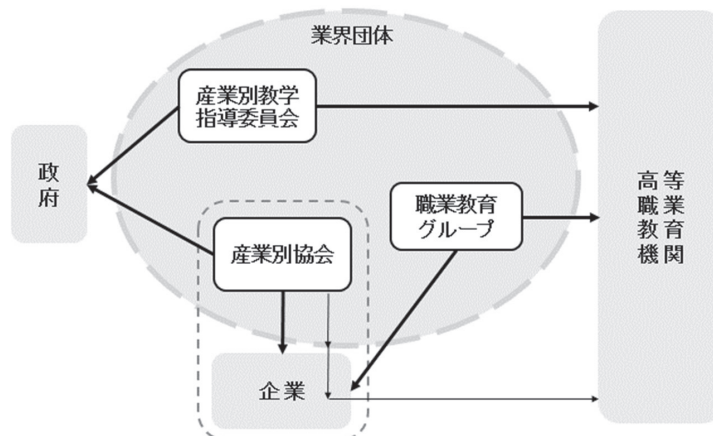 業界団体
産業別教学
指導委員会
政府
職業教育
グループ
産業別協会
高等職業教育機関
企業